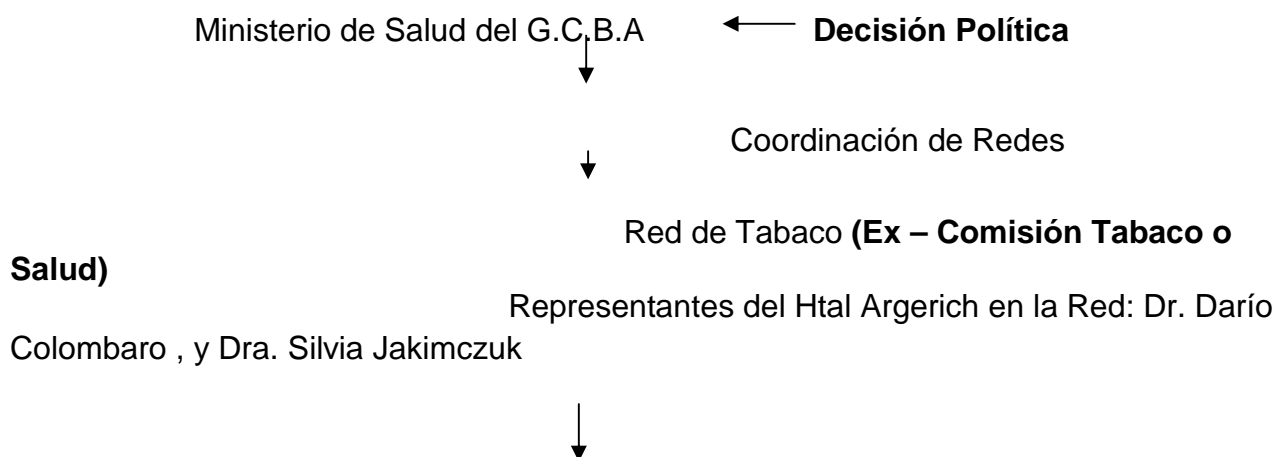 Ministerio de Salud del G.C.B.A Decisión Política
Coordinación de Redes
Red de Tabaco (Ex – Comisión Tabaco o
Salud)
Representantes del Htal Argerich en la Red: Dr. Darío
Colombaro , y Dra. Silvia Jakimczuk